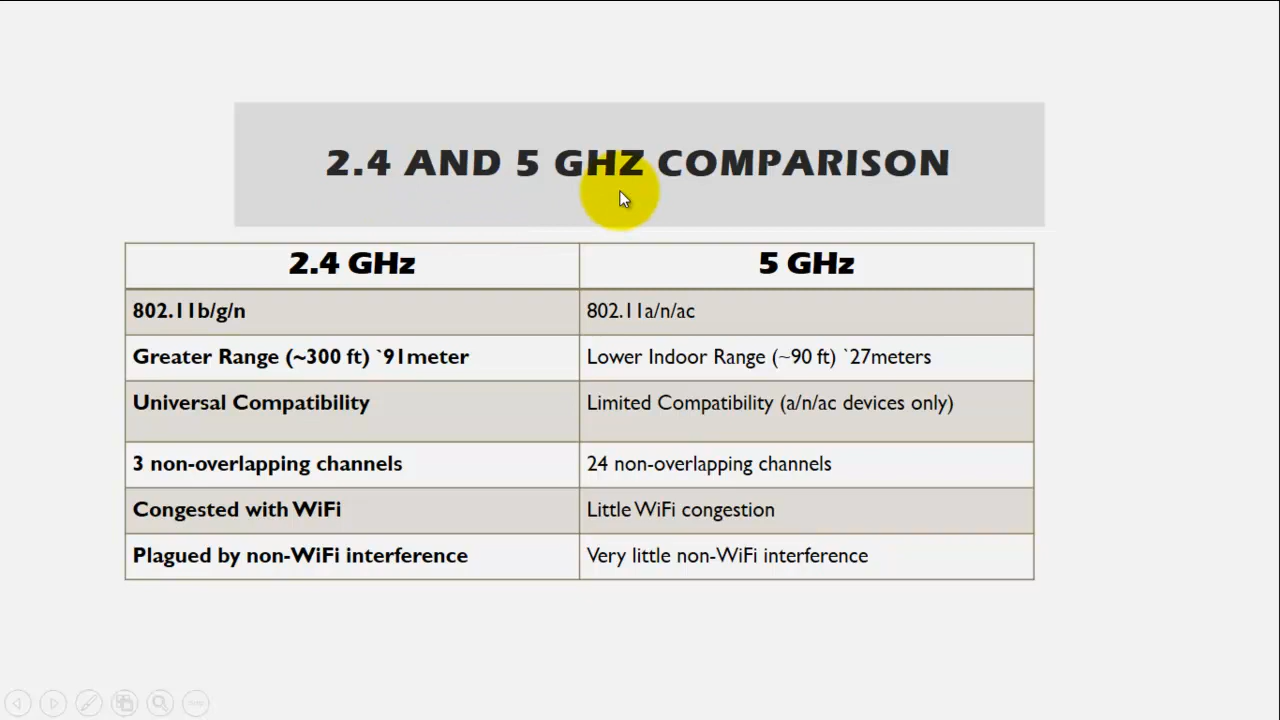 2.4 AND 5 GHZ COMPARISON
2.4 GHz
5 GHz
802.11b/g/n
802.11a/n/ac
Greater Range (~300 ft) `91meter
Lower Indoor Range (~90 ft) `27meters
Universal Compatibility
Limited Compatibility (a/n/ac devices only)
3 non-overlapping channels
24 non-overlapping channels
Congested with WiFi
Little WiFi congestion
Plagued by non-WiFi interference
Very little non-WiFi interference